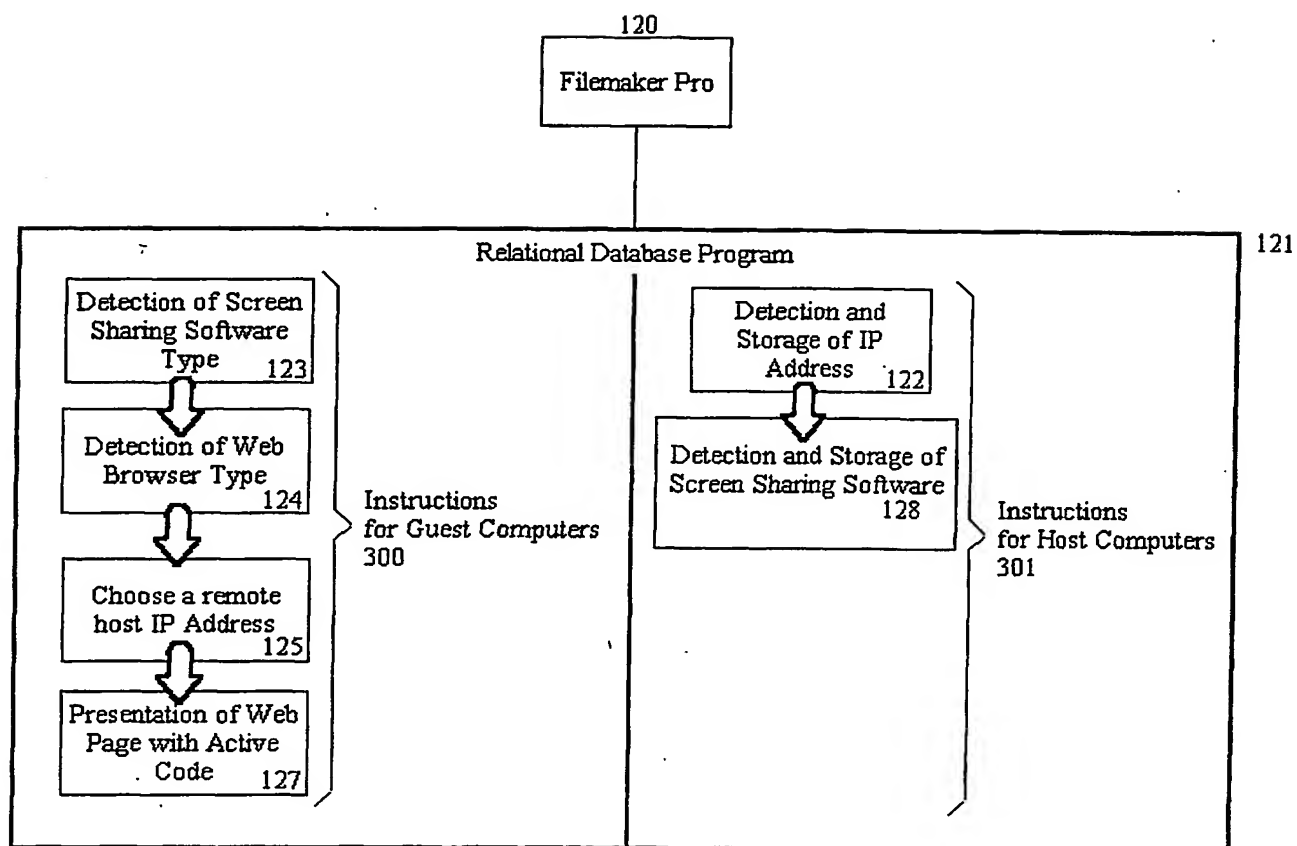 120
Filemaker Pro
121
Relational Database Program
Detection of Screen
Sharing Software
Type
123
Detection of Web
Browser Type
124
Choose a remote
host IP Address
125
Presentation of Web
Page with Active
Code
127
Instructions
for Guest Computers
300
Detection and
Storage of IP
Address
122
Detection and Storage of
Screen Sharing Software
128
Instructions
for Host Computers
301